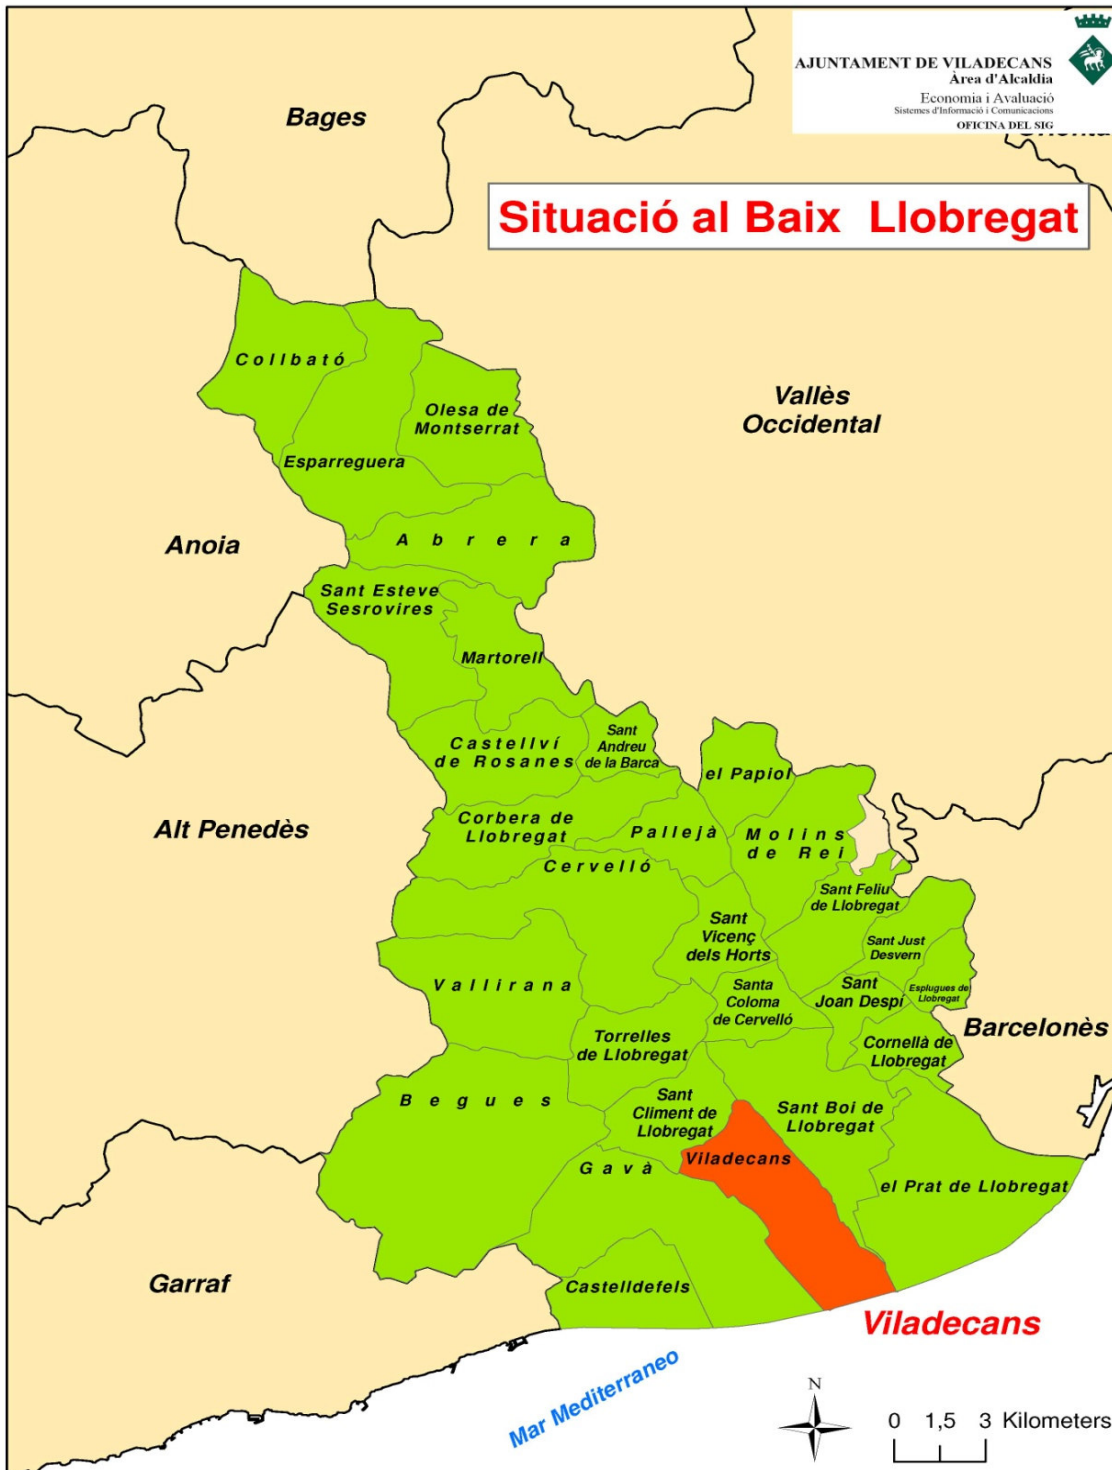 AJUNTAMENT DE VILADECANS
Àrea d'Alcaldia
Economia i Avaluació
Sistemes d'Informació i Comunicacions
OFICINA DEL SIG
Bages
Situació al Baix Llobregat
Collbató
Olesa de
Montserrat
Vallès
Occidental
Esparreguera
Anoia
Abrera
Sant Esteve
Sesrovires
Martorell
Castellví
de Rosanes
Sant
Andreu
de la Barca
el Papiol
Alt Penedès
Corbera de
Llobregat
Pallejà
Molins
de Rei
Cervelló
Sant Feliu
de Llobregat
Sant
Vicenç
dels Horts
Sant Just
Desvern
Vallirana
Santa
Coloma
de Cervelló
Sant
Joan Despí
Esplugues de
Llobregat
Barcelonès
Torrelles
de Llobregat
Cornellà de
Llobregat
Begues
Sant
Climent de
Llobregat
Sant Boi de
Llobregat
Gavà
Viladecans
el Prat de Llobregat
Garraf
Castelldefels
Viladecans
Mar Mediterraneo
N
0 1,5 3 Kilometers